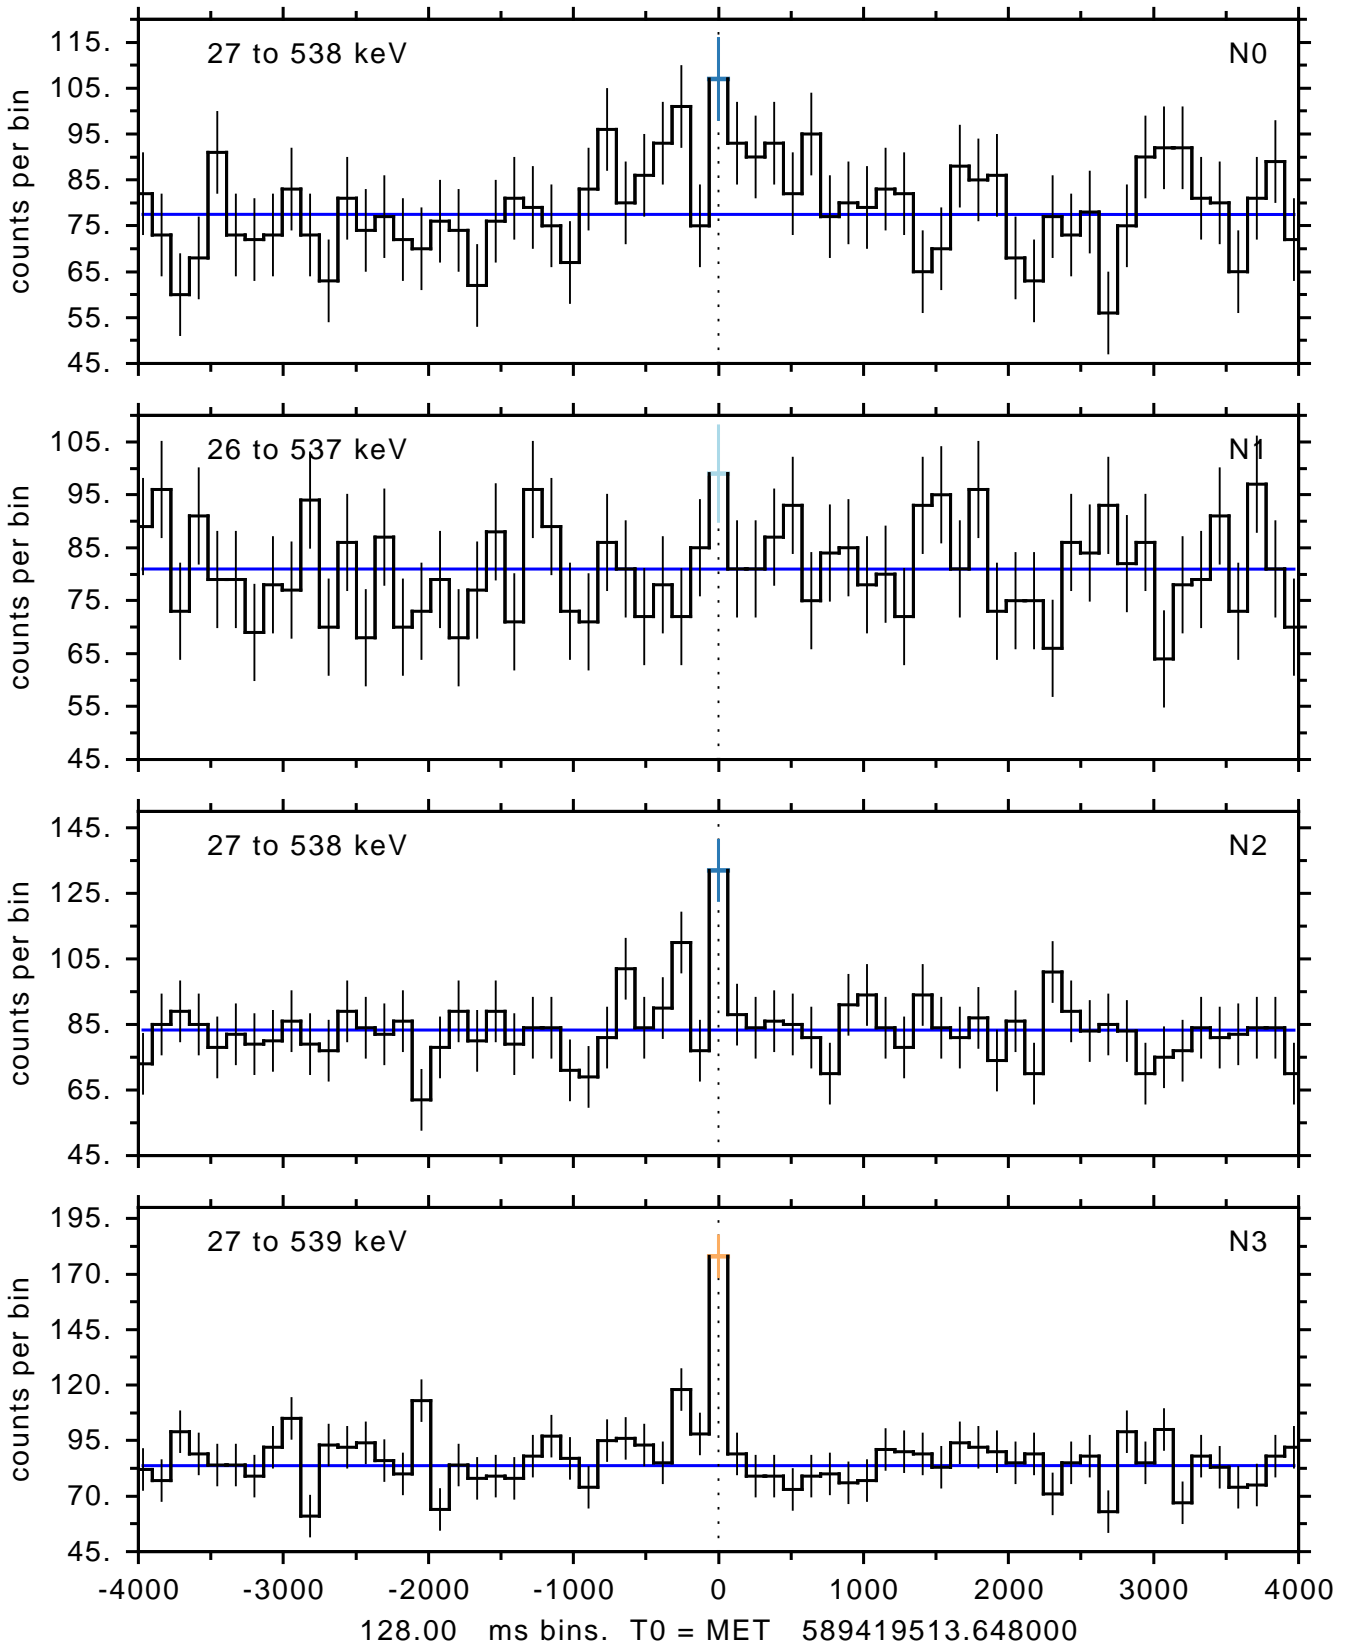 27 to 538 keV N0
counts per bin
115.
105.
95.
85.
75.
65.
55.
45.
26 to 537 keV N1
counts per bin
105.
95.
85.
75.
65.
55.
45.
27 to 538 keV N2
counts per bin
145.
125.
105.
85.
65.
45.
27 to 539 keV N3
counts per bin
195.
170.
145.
120.
95.
70.
45.
-4000 -3000 -2000 -1000 0 1000 2000 3000 4000
128.00 ms bins. T0 = MET 589419513.648000